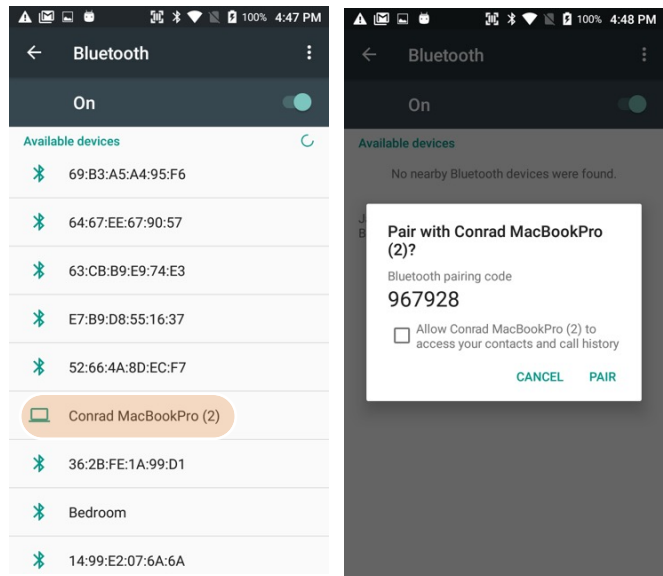 100% 4:47 PM
Bluetooth
On
Available devices
69:B3:A5:A4:95:F6
64:67:EE:67:90:57
63:CB:B9:E9:74:E3
E7:B9:D8:55:16:37
52:66:4A:8D:EC:F7
Conrad MacBookPro (2)
36:2B:FE:1A:99:D1
Bedroom
14:99:E2:07:6A:6A
100% 4:48 PM
Bluetooth
On
Available devices
No nearby Bluetooth devices were found.
J
B
Pair with Conrad MacBookPro
(2)?
Bluetooth pairing code
967928
Allow Conrad MacBookPro (2) to
access your contacts and call history
CANCEL PAIR